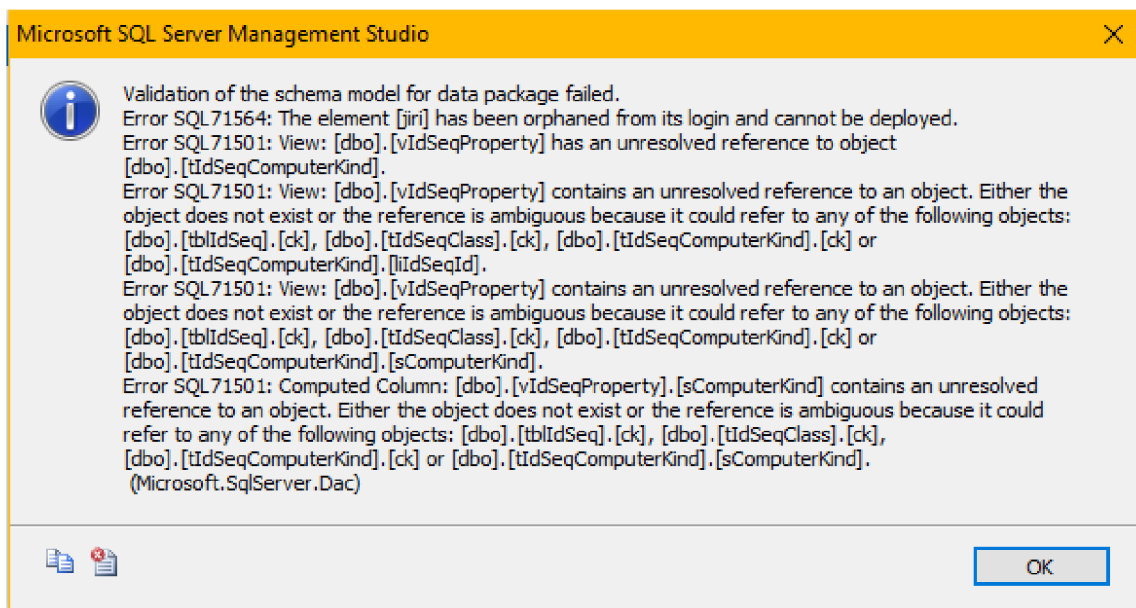 Microsoft SQL Server Management Studio
Validation of the schema model for data package failed.
Error SQL71564: The element [jiri] has been orphaned from its login and cannot be deployed.
Error SQL71501: View: [dbo].[vIdSeqProperty] has an unresolved reference to object
[dbo].[tIdSeqComputerKind].
Error SQL71501: View: [dbo].[vIdSeqProperty] contains an unresolved reference to an object. Either the
object does not exist or the reference is ambiguous because it could refer to any of the following objects:
[dbo].[tblIdSeq].[ck], [dbo].[tIdSeqClass].[ck], [dbo].[tIdSeqComputerKind].[ck] or
[dbo].[tIdSeqComputerKind].[liIdSeqId].
Error SQL71501: View: [dbo].[vIdSeqProperty] contains an unresolved reference to an object. Either the
object does not exist or the reference is ambiguous because it could refer to any of the following objects:
[dbo].[tblIdSeq].[ck], [dbo].[tIdSeqClass].[ck], [dbo].[tIdSeqComputerKind].[ck] or
[dbo].[tIdSeqComputerKind].[sComputerKind].
Error SQL71501: Computed Column: [dbo].[vIdSeqProperty].[sComputerKind] contains an unresolved
reference to an object. Either the object does not exist or the reference is ambiguous because it could
refer to any of the following objects: [dbo].[tblIdSeq].[ck], [dbo].[tIdSeqClass].[ck],
[dbo].[tIdSeqComputerKind].[ck] or [dbo].[tIdSeqComputerKind].[sComputerKind].
(Microsoft.SqlServer.Dac)
OK